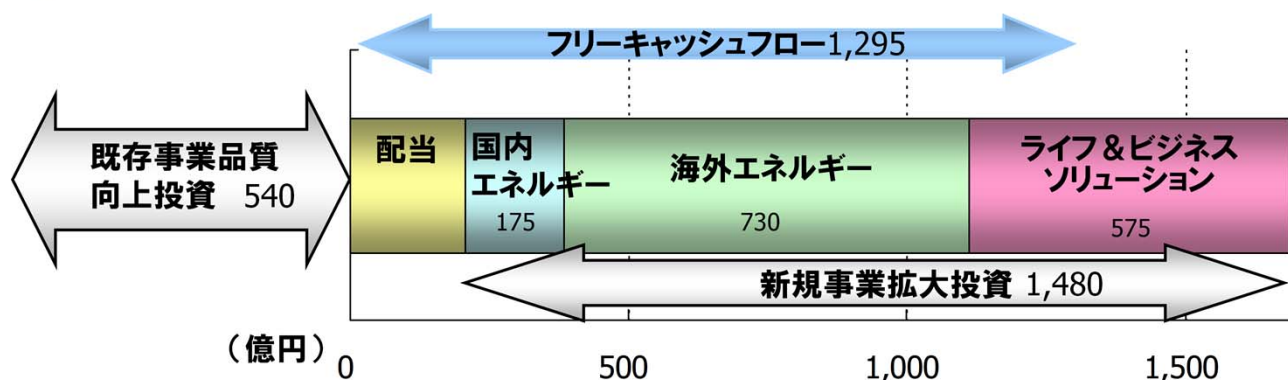 フリーキャッシュフロー1,295
既存事業品質
向上投資 540
配当
国内
エネルギー
175
海外エネルギー
730
ライフ&ビジネス
ソリューション
575
新規事業拡大投資 1,480
(億円)
0
500
1,000
1,500